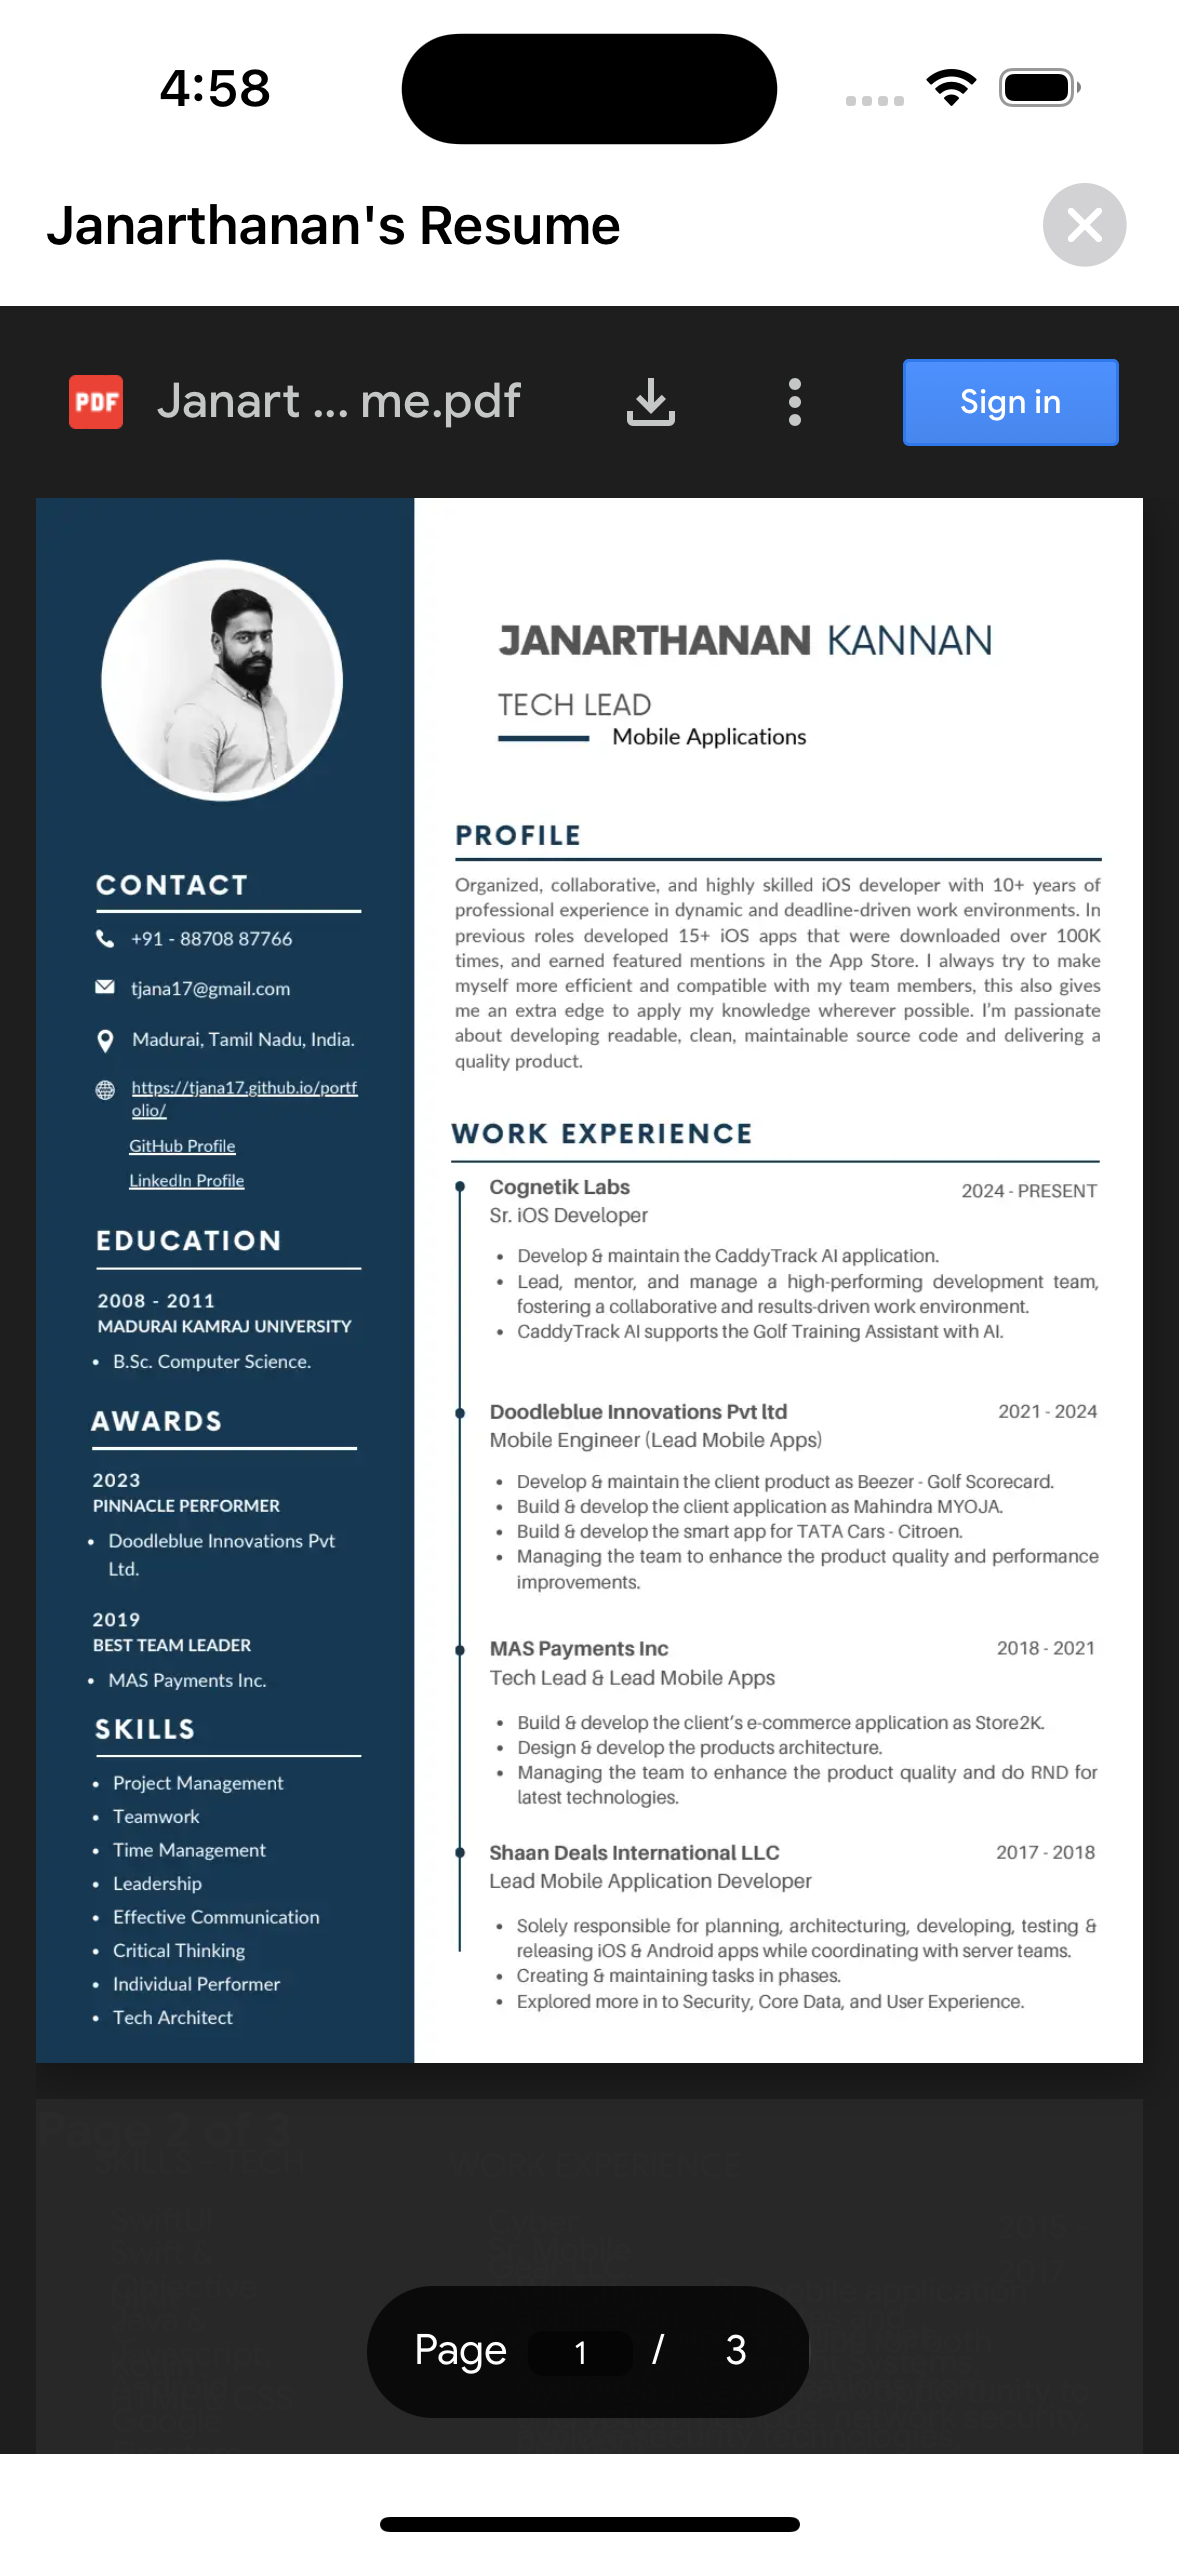 4:58
Janarthanan's Resume
PDF
Janart ... me.pdf
Sign in
JANARTHANAN KANNAN
TECH LEAD
Mobile Applications
CONTACT
+91 - 88708 87766
tjana17@gmail.com
Madurai, Tamil Nadu, India.
https://tjana17.github.io/portf
olio/
GitHub Profile
LinkedIn Profile
EDUCATION
2008 - 2011
MADURAI KAMRAJ UNIVERSITY
• B.Sc. Computer Science.
AWARDS
2023
PINNACLE PERFORMER
• Doodleblue Innovations Pvt
Ltd.
2019
BEST TEAM LEADER
• MAS Payments Inc.
SKILLS
• Project Management
• Teamwork
• Time Management
• Leadership
• Effective Communication
• Critical Thinking
• Individual Performer
• Tech Architect
PROFILE
Organized, collaborative, and highly skilled iOS developer with 10+ years of
professional experience in dynamic and deadline-driven work environments. In
previous roles developed 15+ iOS apps that were downloaded over 100K
times, and earned featured mentions in the App Store. I always try to make
myself more efficient and compatible with my team members, this also gives
me an extra edge to apply my knowledge wherever possible. I'm passionate
about developing readable, clean, maintainable source code and delivering a
quality product.
WORK EXPERIENCE
Cognetik Labs
2024 - PRESENT
Sr. iOS Developer
• Develop & maintain the CaddyTrack AI application.
• Lead, mentor, and manage a high-performing development team,
fostering a collaborative and results-driven work environment.
• CaddyTrack AI supports the Golf Training Assistant with AI.
Doodleblue Innovations Pvt ltd
2021 - 2024
Mobile Engineer (Lead Mobile Apps)
• Develop & maintain the client product as Beezer - Golf Scorecard.
• Build & develop the client application as Mahindra MYOJA.
• Build & develop the smart app for TATA Cars - Citroen.
• Managing the team to enhance the product quality and performance
improvements.
MAS Payments Inc
2018 - 2021
Tech Lead & Lead Mobile Apps
• Build & develop the client's e-commerce application as Store2K.
• Design & develop the products architecture.
• Managing the team to enhance the product quality and do RND for
latest technologies.
Shaan Deals International LLC
2017 - 2018
Lead Mobile Application Developer
• Solely responsible for planning, architecturing, developing, testing &
releasing iOS & Android apps while coordinating with server teams.
• Creating & maintaining tasks in phases.
• Explored more in to Security, Core Data, and User Experience.
Page 2 of 3
SKILLS TECH
WORK EXPERIENCE
Page 1 / 3